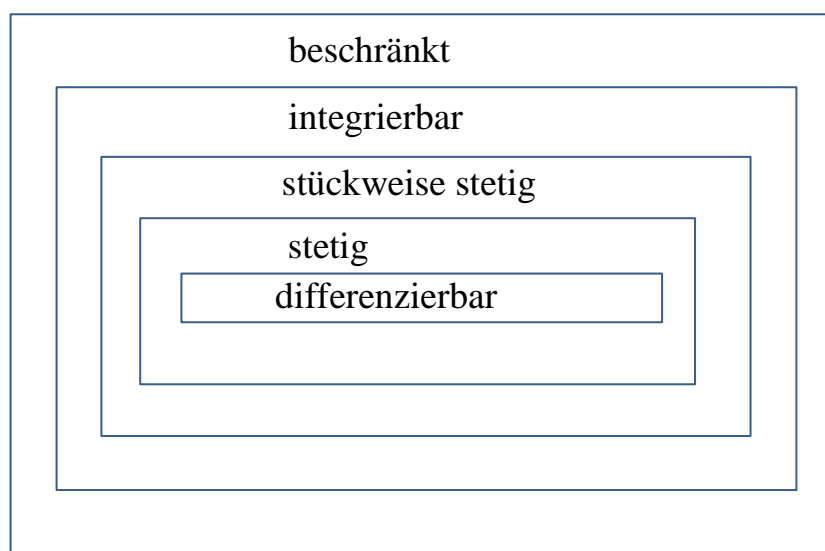 beschränkt
integrierbar
stückweise stetig
stetig
differenzierbar